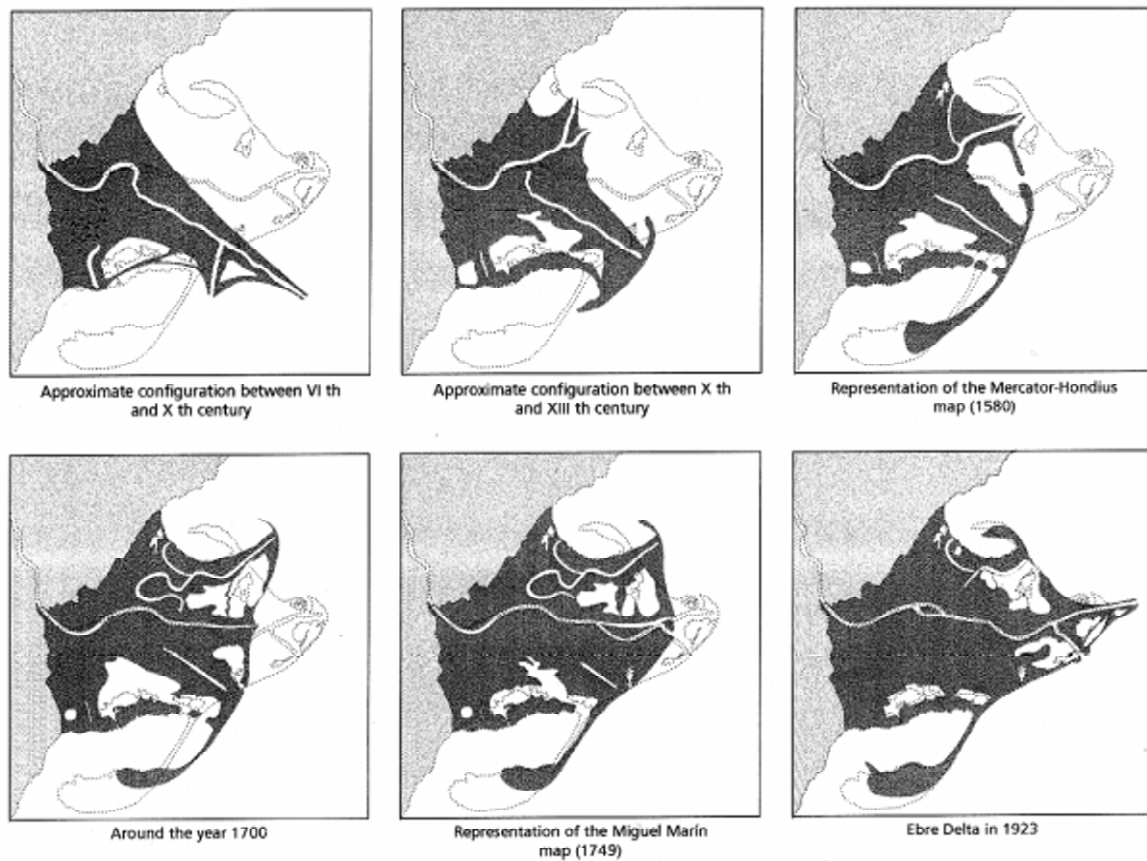 Approximate configuration between VI th
and X th century
Approximate configuration between X th
and XIII th century
Representation of the Mercator-Hondius
map (1580)
Around the year 1700
Representation of the Miguel Marín
map (1749)
Ebre Delta in 1923